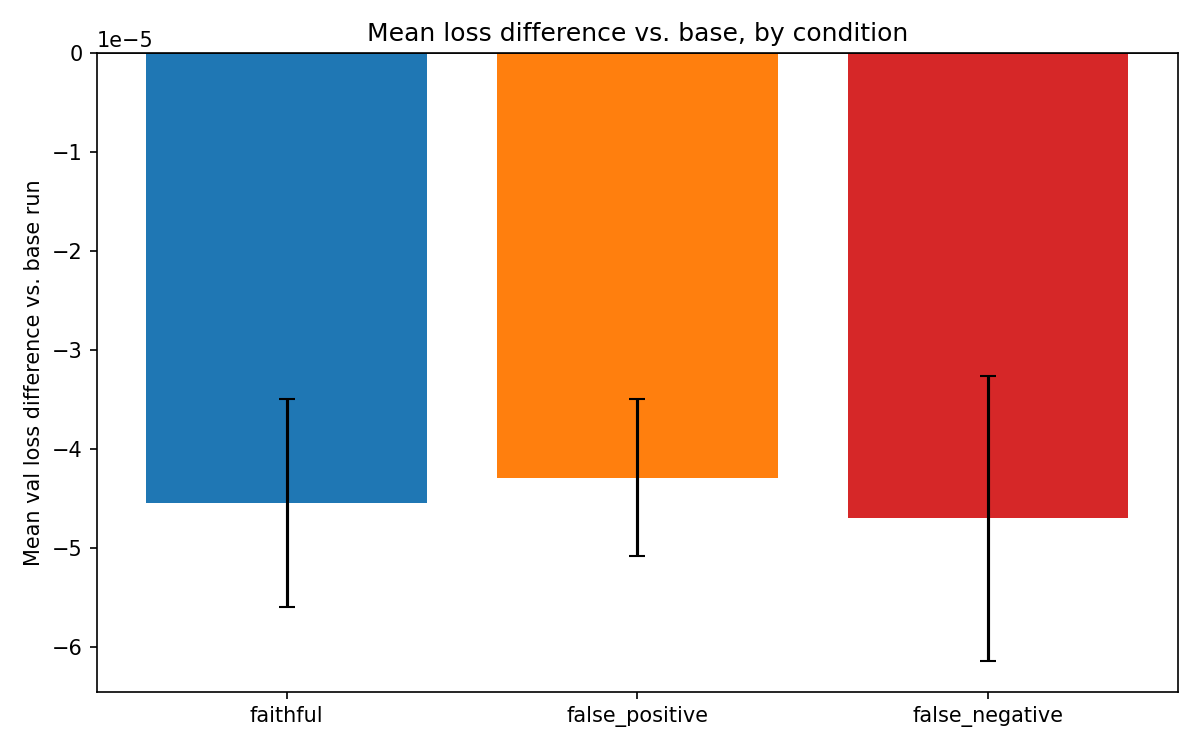 Mean loss difference vs. base, by condition
1e−5
0
−1
−2
−3
−4
−5
−6
Mean val loss difference vs. base run
faithful
false_positive
false_negative